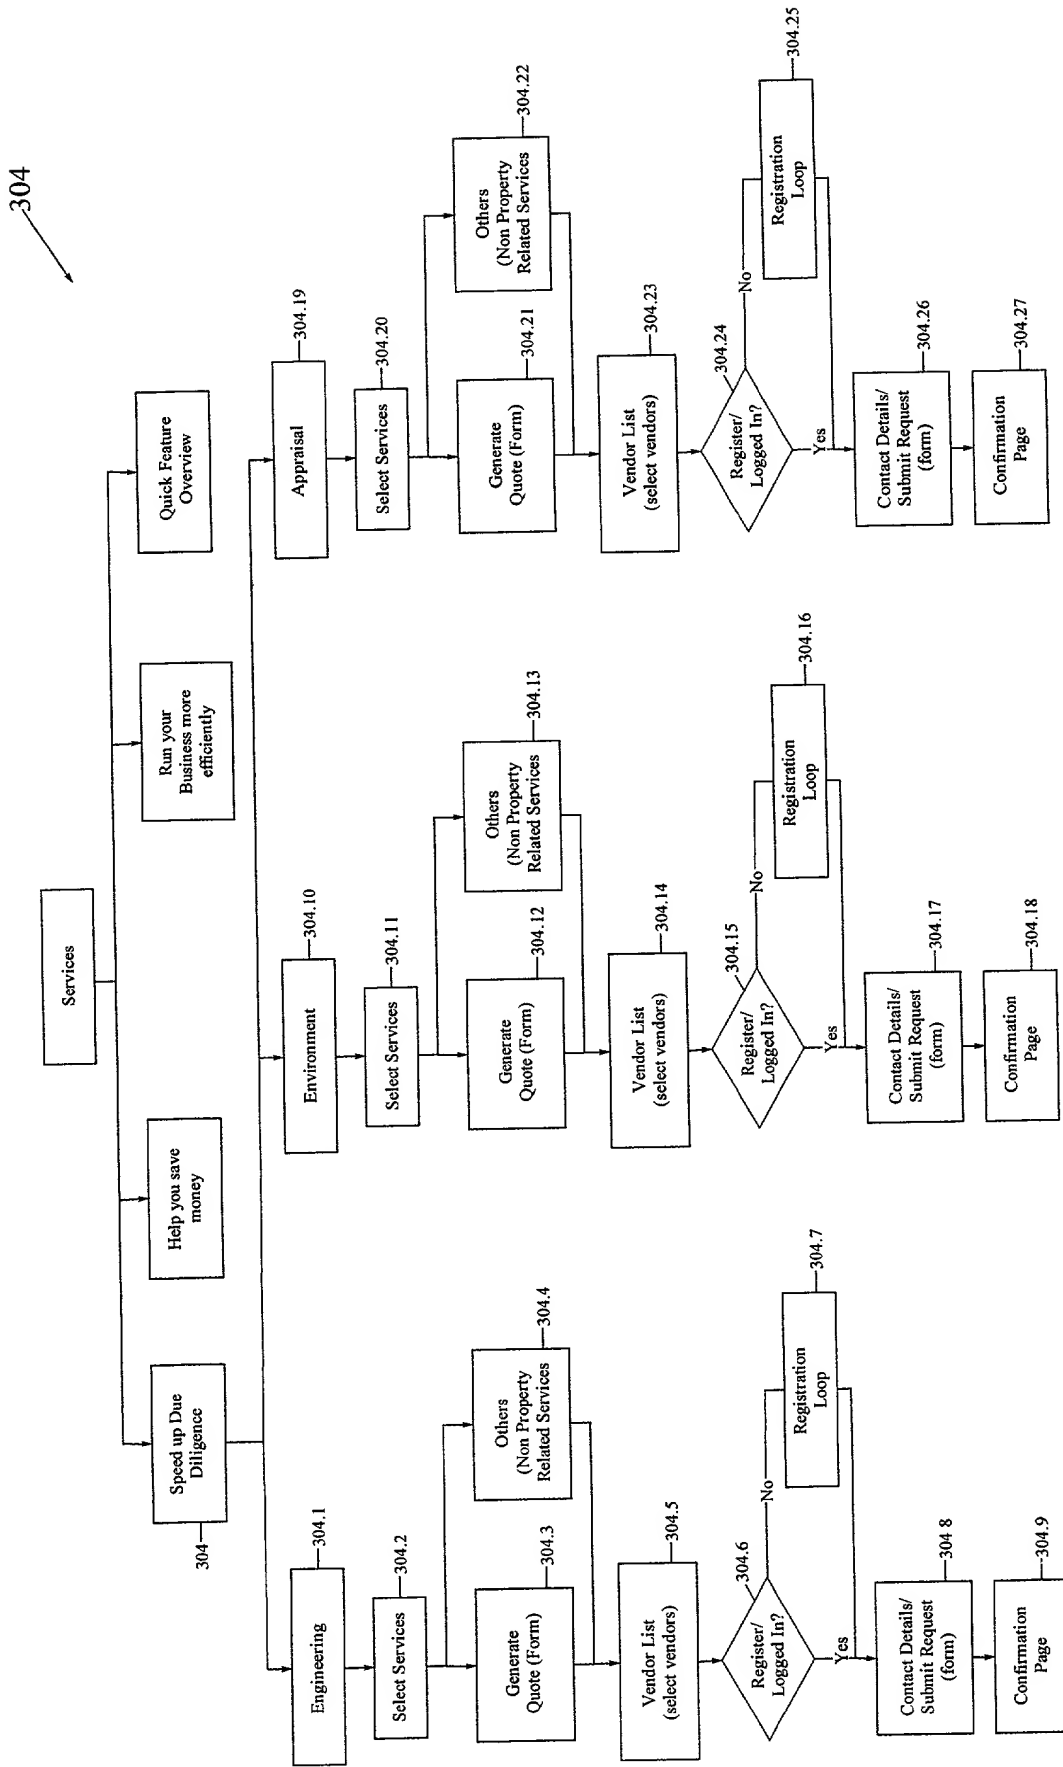 304
Services
Speed up Due
Diligence
304
Help you save
money
Run your
Business more
efficiently
Quick Feature
Overview
Engineering
304.1
Select Services
304.2
Generate
Quote (Form)
304.3
Others
(Non Property
Related Services
304.4
Vendor List
(select vendors)
304.5
Register/
Logged In?
304.6
No
Registration
Loop
304.7
Yes
Contact Details/
Submit Request
(form)
304 8
Confirmation
Page
304.9
Environment
304.10
Select Services
304.11
Generate
Quote (Form)
304.12
Others
(Non Property
Related Services
304.13
Vendor List
(select vendors)
304.14
Register/
Logged In?
304.15
No
Registration
Loop
304.16
Yes
Contact Details/
Submit Request
(form)
304.17
Confirmation
Page
304.18
Appraisal
304.19
Select Services
304.20
Generate
Quote (Form)
304.21
Others
(Non Property
Related Services
304.22
Vendor List
(select vendors)
304.23
Register/
Logged In?
304.24
No
Registration
Loop
304.25
Yes
Contact Details/
Submit Request
(form)
304.26
Confirmation
Page
304.27